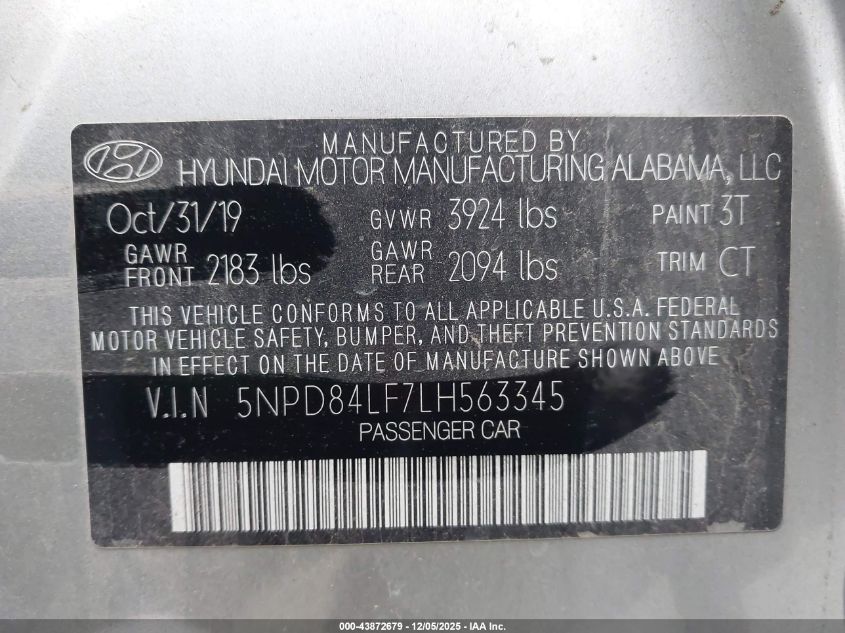 MANUFACTURED BY
HYUNDAI MOTOR MANUFACTURING ALABAMA, LLC
Oct/31/19 GVWR 3924 lbs PAINT 3T
GAWR FRONT 2183 lbs GAWR REAR 2094 lbs TRIM CT
THIS VEHICLE CONFORMS TO ALL APPLICABLE U.S.A. FEDERAL
MOTOR VEHICLE SAFETY, BUMPER, AND THEFT PREVENTION STANDARDS
IN EFFECT ON THE DATE OF MANUFACTURE SHOWN ABOVE
V.I.N 5NPD84LF7LH563345
PASSENGER CAR
000-43872679 - 12/05/2025 - IAA Inc.